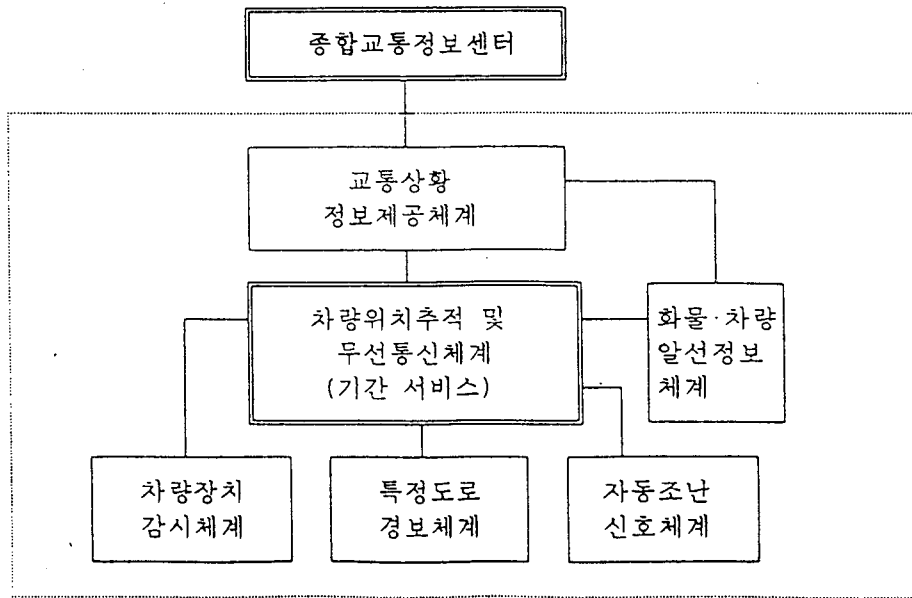 종합교통정보센터
교통상황
정보제공체계
차량위치추적 및
무선통신체계
(기간 서비스)
화물·차량
알선정보
체계
차량장치
감시체계
특정도로
경보체계
자동조난
신호체계